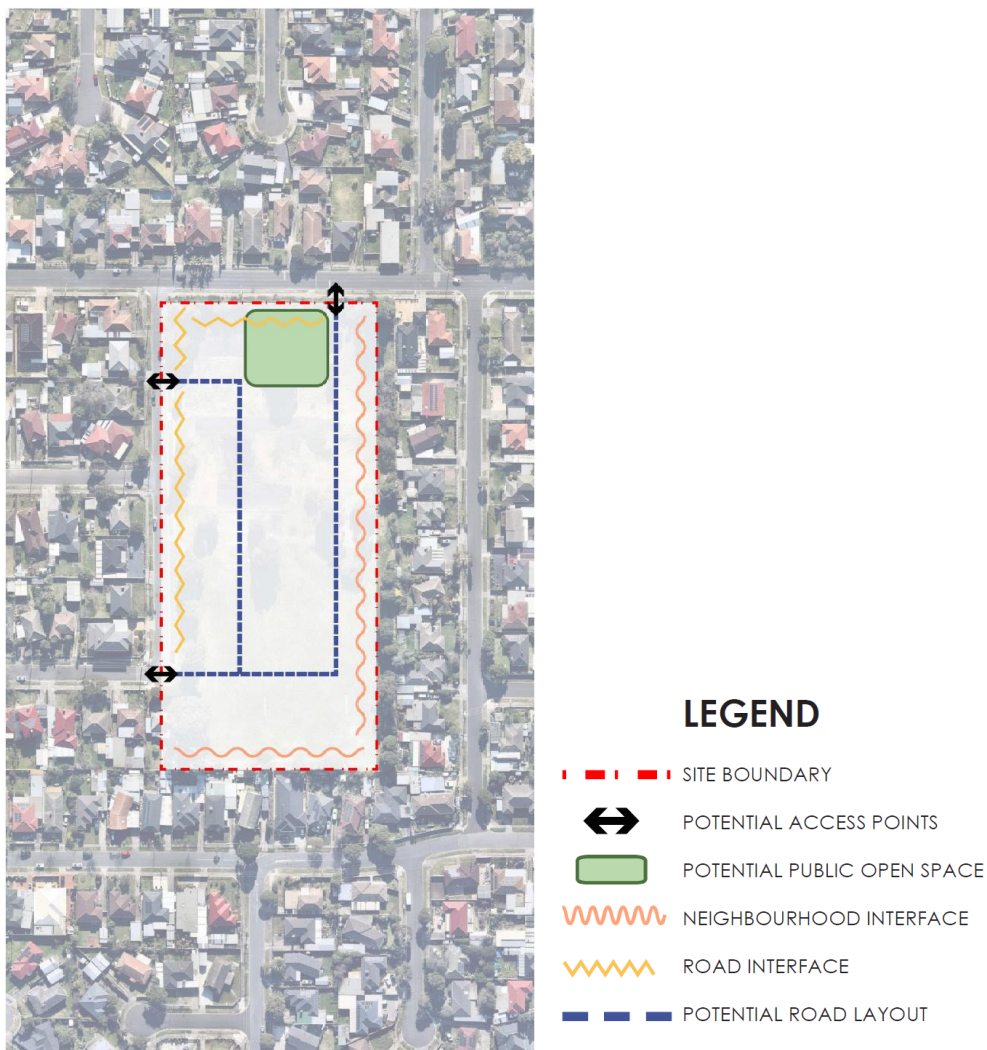 LEGEND
SITE BOUNDARY
POTENTIAL ACCESS POINTS
POTENTIAL PUBLIC OPEN SPACE
NEIGHBOURHOOD INTERFACE
ROAD INTERFACE
POTENTIAL ROAD LAYOUT